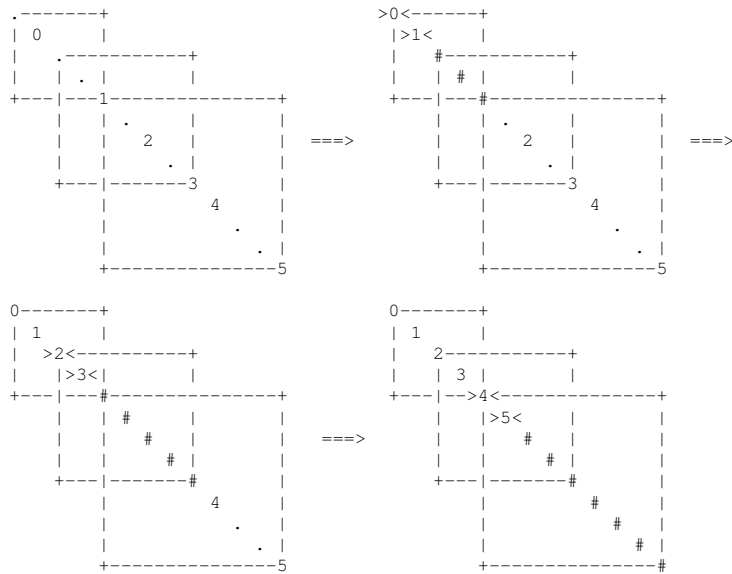 .-------+                         >0<------+
| 0     |                         |>1<     |
|   .-----------+                 |   #-----------+
|   | . |       |                 |   | # |       |
+---|---1---------------+         +---|---#---------------+
    |   | .     |       |             |   | .     |       |
    |   |   2   |       |  ===>       |   |   2   |       |  ===>
    |   |     . |       |             |   |     . |       |
    +---|-------3       |             +---|-------3       |
        |         4     |                 |         4     |
        |           .   |                 |           .   |
        |             . |                 |             . |
        +---------------5                 +---------------5
0-------+                         0-------+
| 1     |                         | 1     |
|  >2<----------+                 |   2-----------+
|   |>3<|       |                 |   | 3 |       |
+---|---#---------------+         +---|-->4<--------------+
    |   | #     |       |             |   |>5<    |       |
    |   |   #   |       |   ===>      |   |   #   |       |
    |   |     # |       |             |   |     # |       |
    +---|-------#       |             +---|-------#       |
        |         4     |                 |         #     |
        |           .   |                 |           #   |
        |             . |                 |             # |
        +---------------5                 +---------------#